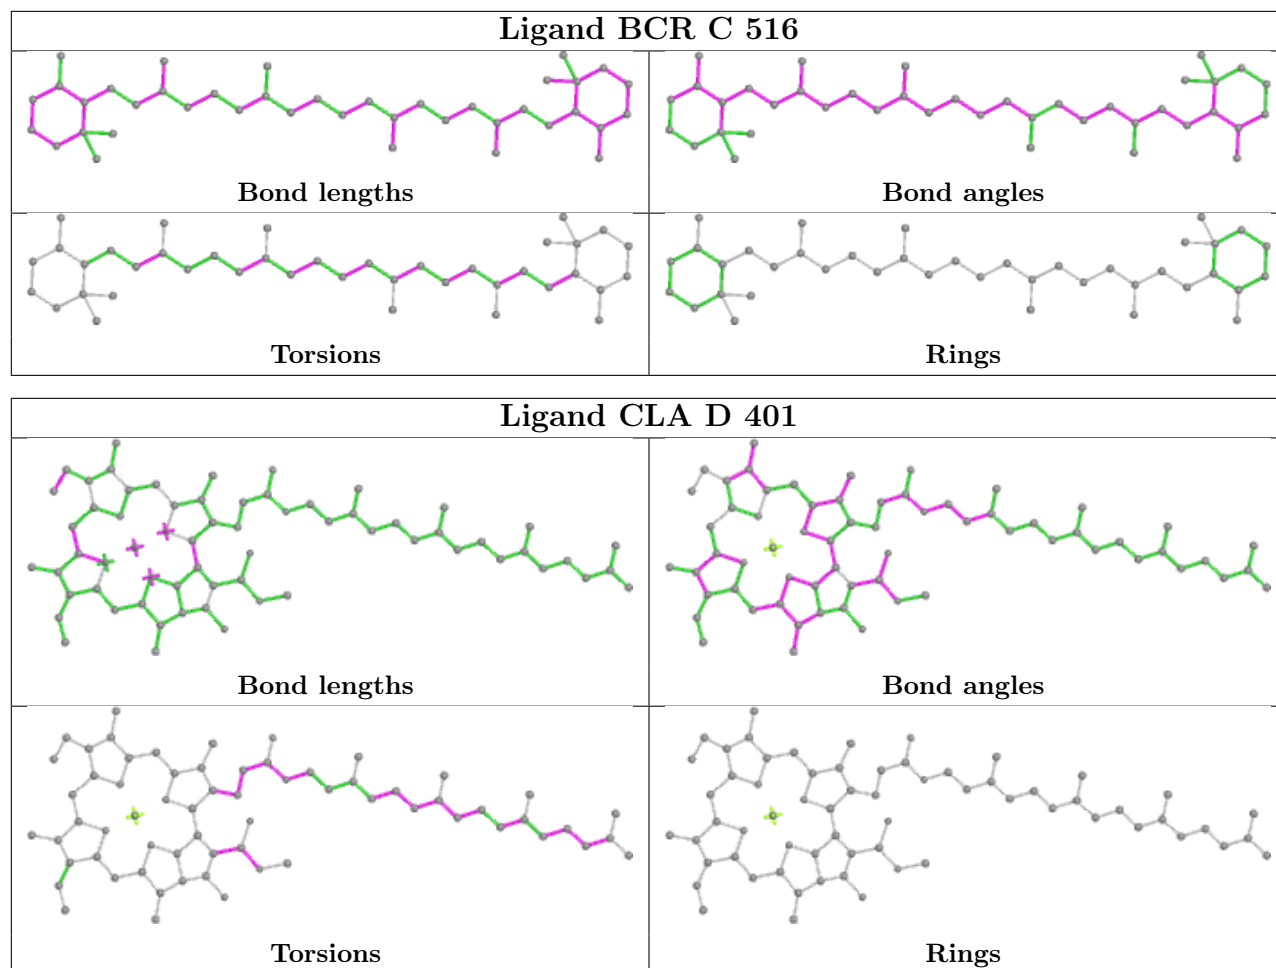 Ligand BCR C 516
Bond lengths
Bond angles
Torsions
Rings
Ligand CLA D 401
Bond lengths
Bond angles
Torsions
Rings